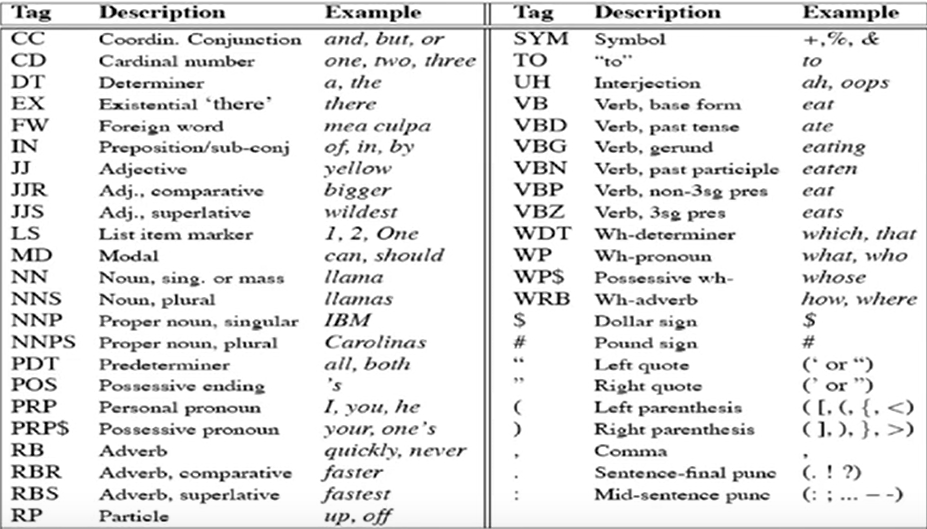 Tag Description Example Tag Description Example
CC Coordin. Conjunction and, but, or SYM Symbol +,%, &
CD Cardinal number one, two, three TO “to” to
DT Determiner a, the UH Interjection ah, oops
EX Existential ‘there’ there VB Verb, base form eat
FW Foreign word mea culpa VBD Verb, past tense ate
IN Preposition/sub-conj of, in, by VBG Verb, gerund eating
JJ Adjective yellow VBN Verb, past participle eaten
JJR Adj., comparative bigger VBP Verb, non-3sg pres eat
JJS Adj., superlative wildest VBZ Verb, 3sg pres eats
LS List item marker 1, 2, One WDT Wh-determiner which, that
MD Modal can, should WP Wh-pronoun what, who
NN Noun, sing. or mass llama WP$ Possessive wh- whose
NNS Noun, plural llamas WRB Wh-adverb how, where
NNP Proper noun, singular IBM $ Dollar sign $
NNPS Proper noun, plural Carolinas # Pound sign #
PDT Predeterminer all, both “ Left quote (‘ or “)
POS Possessive ending ’s ” Right quote (’ or ”)
PRP Personal pronoun I, you, he ( Left parenthesis ( [, (, {, <)
PRP$ Possessive pronoun your, one’s ) Right parenthesis ( ], ), }, >)
RB Adverb quickly, never , Comma ,
RBR Adverb, comparative faster . Sentence-final punc (. ! ?)
RBS Adverb, superlative fastest : Mid-sentence punc (: ; ... – -)
RP Particle up, off